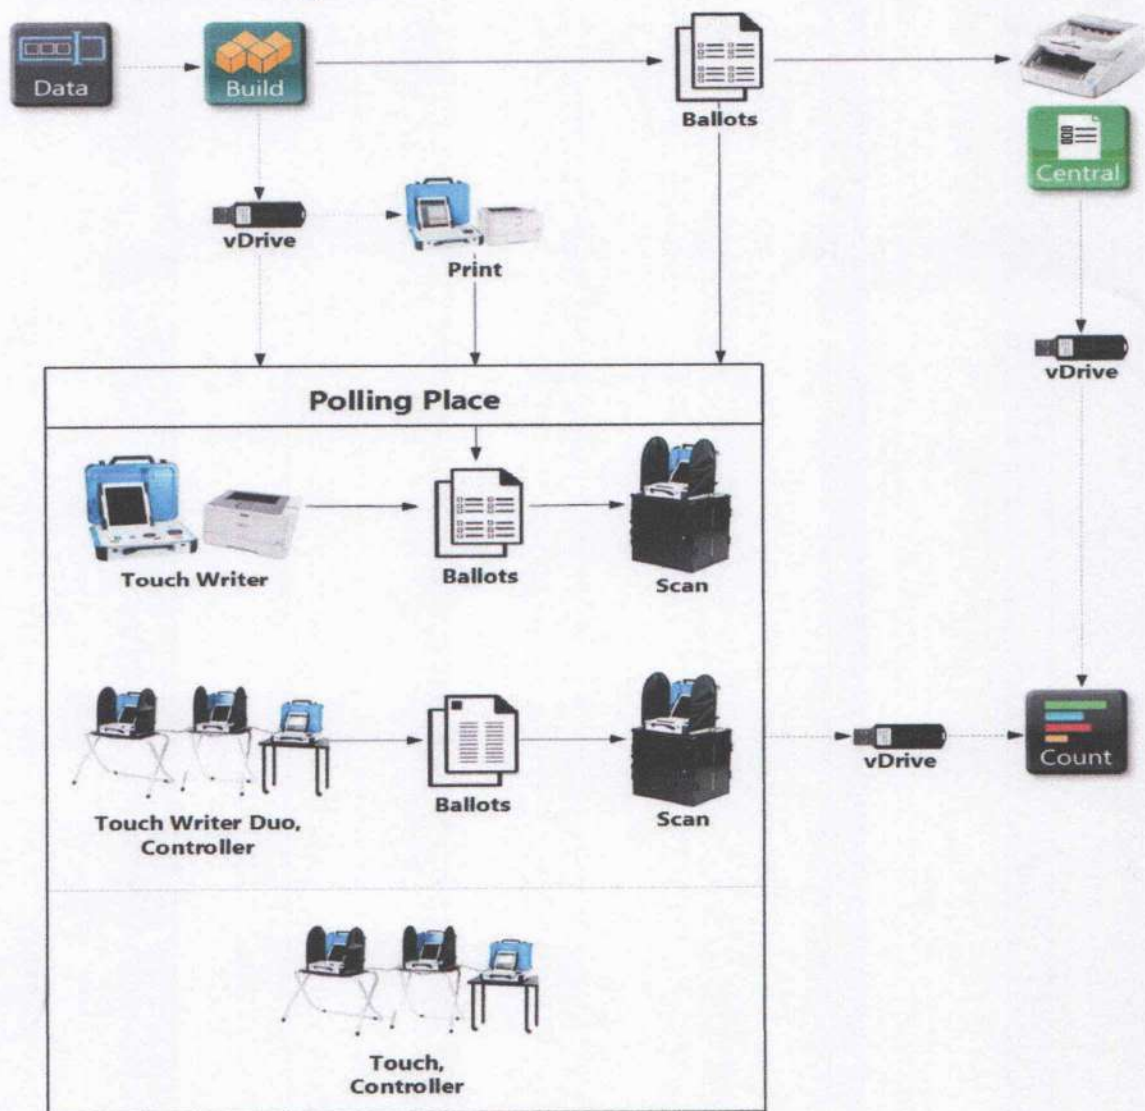 Data
Build
Ballots
Central
vDrive
Print
vDrive
Polling Place
Touch Writer
Ballots
Scan
Touch Writer Duo,
Controller
Ballots
Scan
vDrive
Count
Touch,
Controller